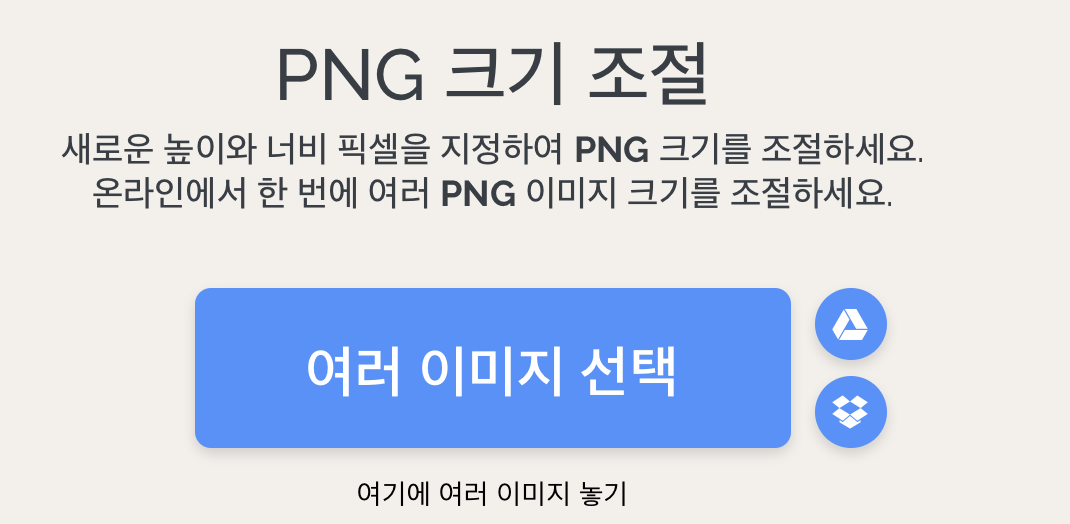 PNG 크기 조절
새로운 높이와 너비 픽셀을 지정하여 PNG 크기를 조절하세요.
온라인에서 한 번에 여러 PNG 이미지 크기를 조절하세요.
여러 이미지 선택
여기에 여러 이미지 놓기